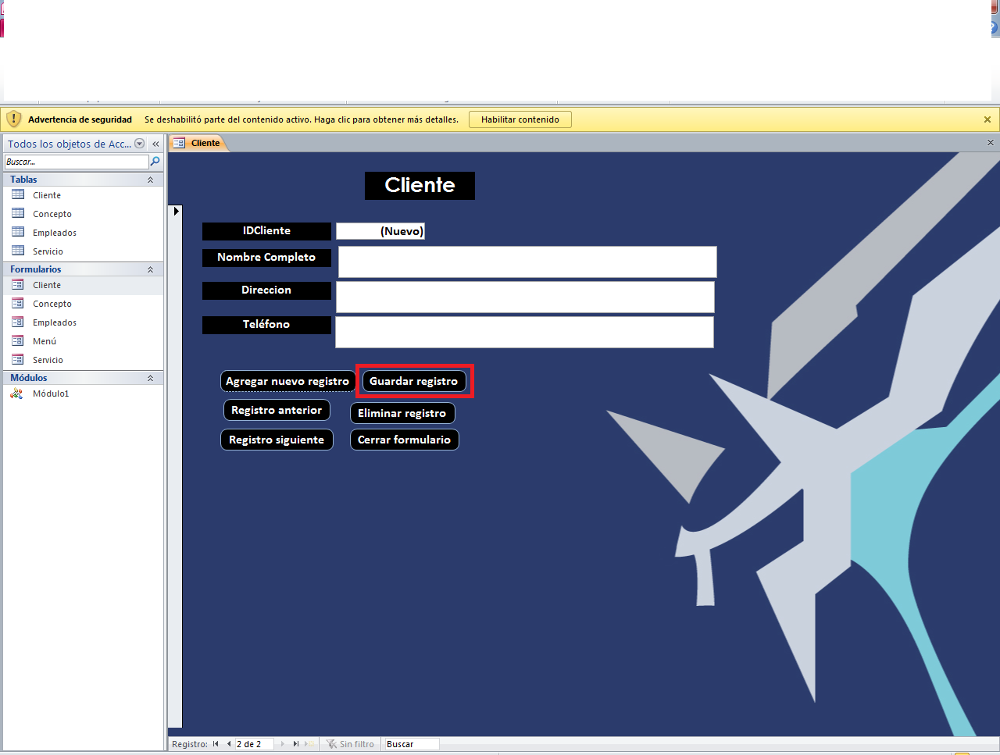 Advertencia de seguridad Se deshabilitó parte del contenido activo. Haga clic para obtener más detalles. Habilitar contenido
Todos los objetos de Acc...
Buscar...
Tablas
Cliente
Concepto
Empleados
Servicio
Formularios
Cliente
Concepto
Empleados
Menú
Servicio
Módulos
Módulo1
Cliente
Cliente
IDCliente (Nuevo)
Nombre Completo
Direccion
Teléfono
Agregar nuevo registro Guardar registro
Registro anterior Eliminar registro
Registro siguiente Cerrar formulario
Registro: 2 de 2 Sin filtro Buscar